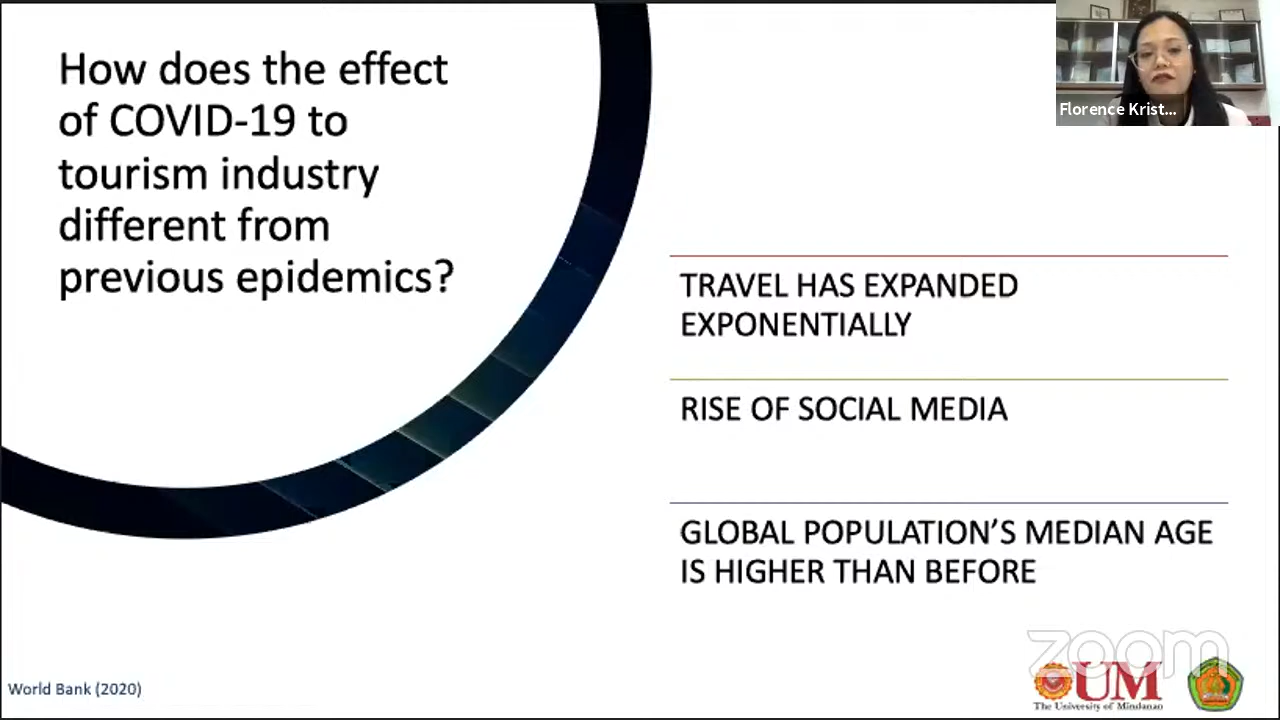 How does the effect
of COVID-19 to
tourism industry
different from
previous epidemics?
Florence Krist...
TRAVEL HAS EXPANDED
EXPONENTIALLY
RISE OF SOCIAL MEDIA
GLOBAL POPULATION'S MEDIAN AGE
IS HIGHER THAN BEFORE
zoom
UM
The University of Mindanao
World Bank (2020)